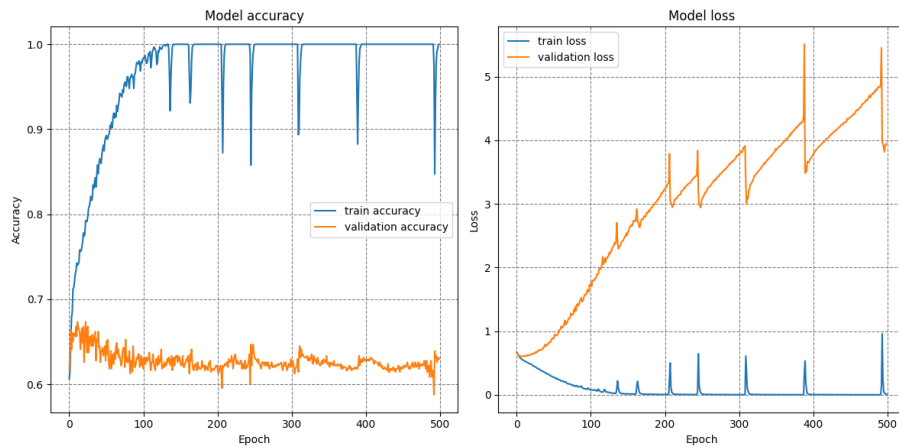 Model accuracy
1.0
0.9
0.8
0.7
0.6
Accuracy
train accuracy
validation accuracy
0 100 200 300 400 500
Epoch
Model loss
train loss
validation loss
5
4
3
2
1
0
Loss
0 100 200 300 400 500
Epoch